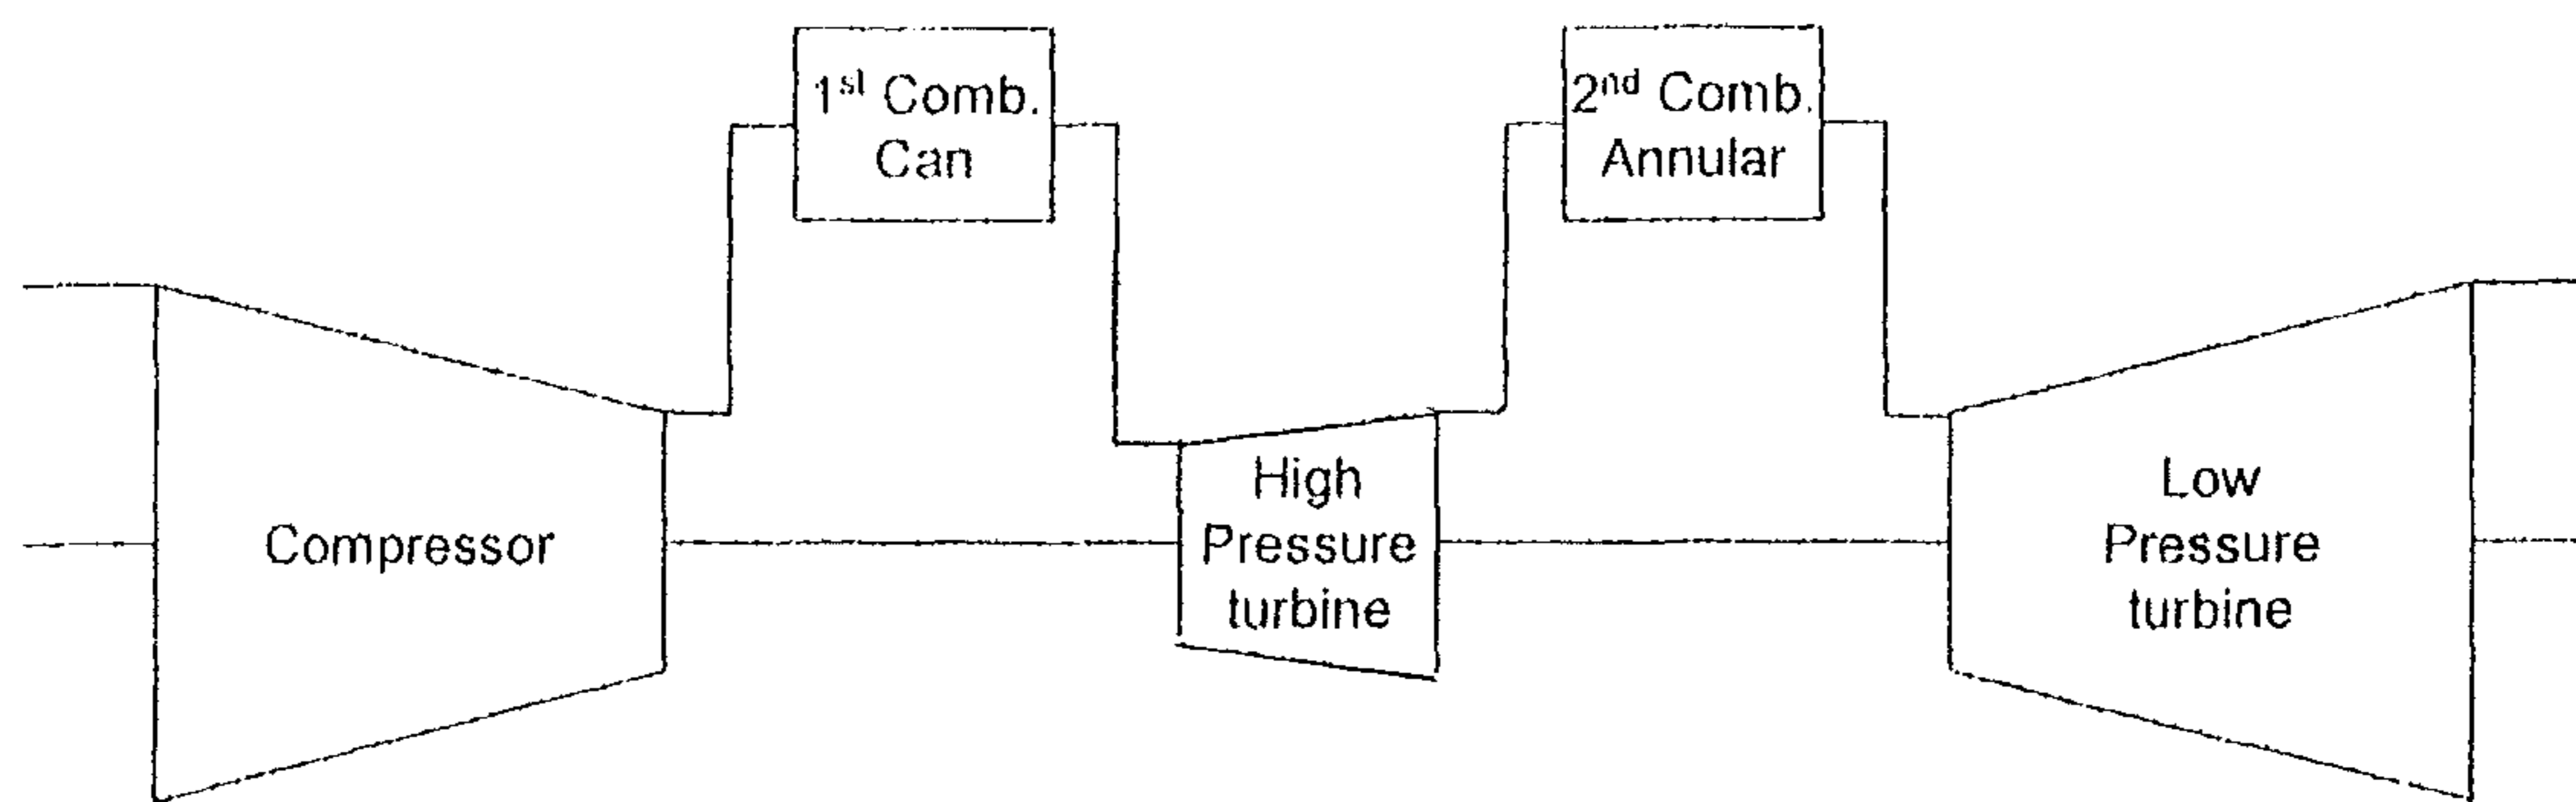 1st Comb.
Can
2nd Comb.
Annular
Compressor
High
Pressure
turbine
Low
Pressure
turbine